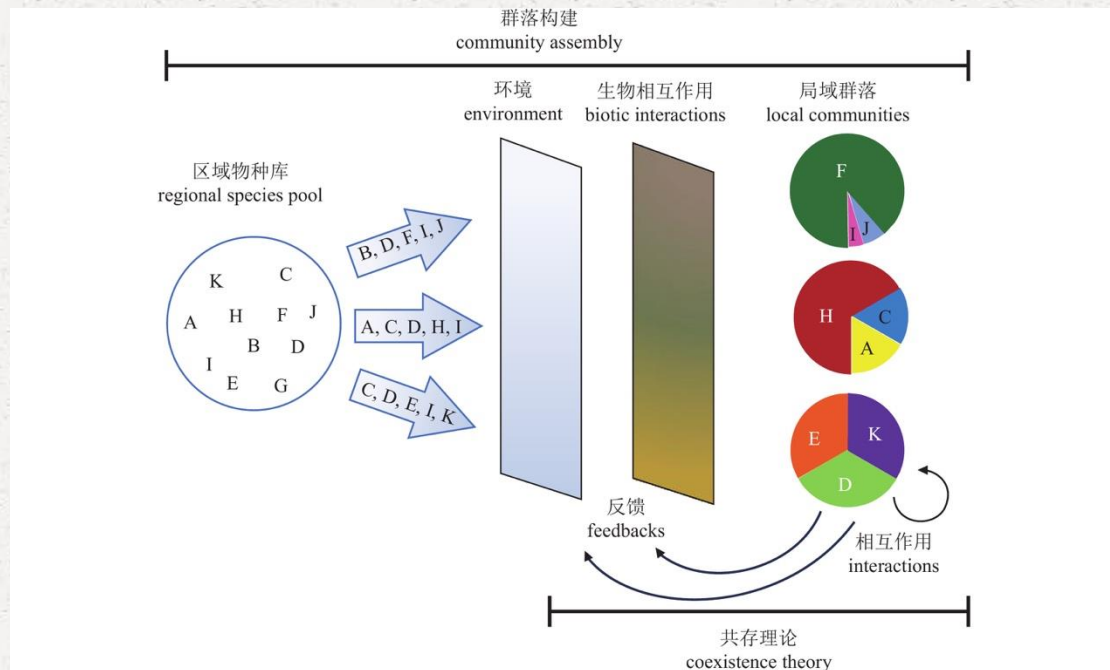 群落构建
community assembly
环境
environment
生物相互作用
biotic interactions
局域群落
local communities
区域物种库
regional species pool
K
C
A
H
F
J
B
D
I
E
G
B, D, F, I, J
A, C, D, H, I
C, D, E, I, K
F
I
J
H
C
A
E
K
D
反馈
feedbacks
相互作用
interactions
共存理论
coexistence theory